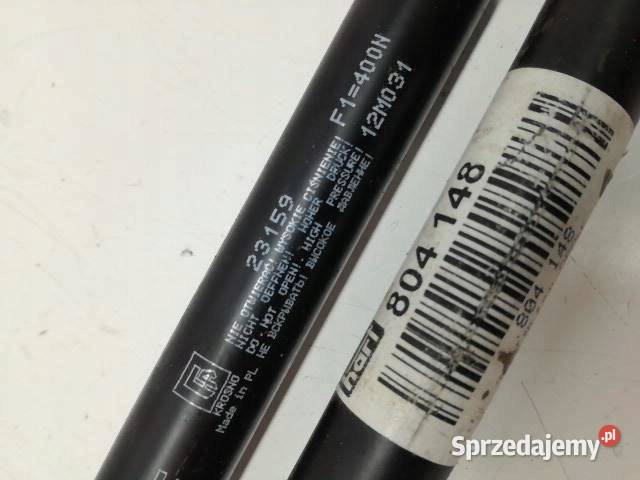 23159
F1=400N
12M031
NIE OTWIERAĆ! WYSOKIE CIŚNIENIE!
NICHT OEFFNEN! HOHER DRUCK!
DO NOT OPEN! HIGH PRESSURE!
НЕ ВСКРЫВАТЬ! ВЫСОКОЕ ДАВЛЕНИЕ!
KROSNO
Made in PL
hart
804 148
804 148
Sprzedajemy.pl